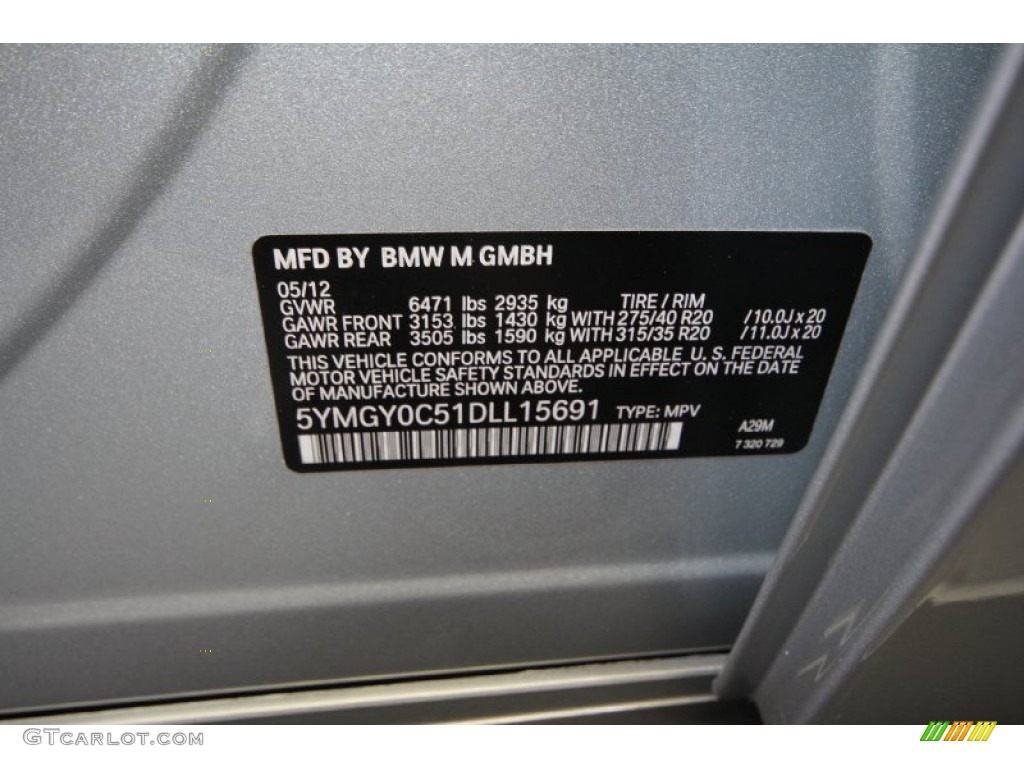 MFD BY BMW M GMBH
05/12
GVWR 6471 lbs 2935 kg TIRE / RIM
GAWR FRONT 3153 lbs 1430 kg WITH 275/40 R20 /10.0J x 20
GAWR REAR 3505 lbs 1590 kg WITH 315/35 R20 /11.0J x 20
THIS VEHICLE CONFORMS TO ALL APPLICABLE U. S. FEDERAL
MOTOR VEHICLE SAFETY STANDARDS IN EFFECT ON THE DATE
OF MANUFACTURE SHOWN ABOVE.
5YMGY0C51DLL15691 TYPE: MPV
A29M
7 320 729
GTCARLOT.COM